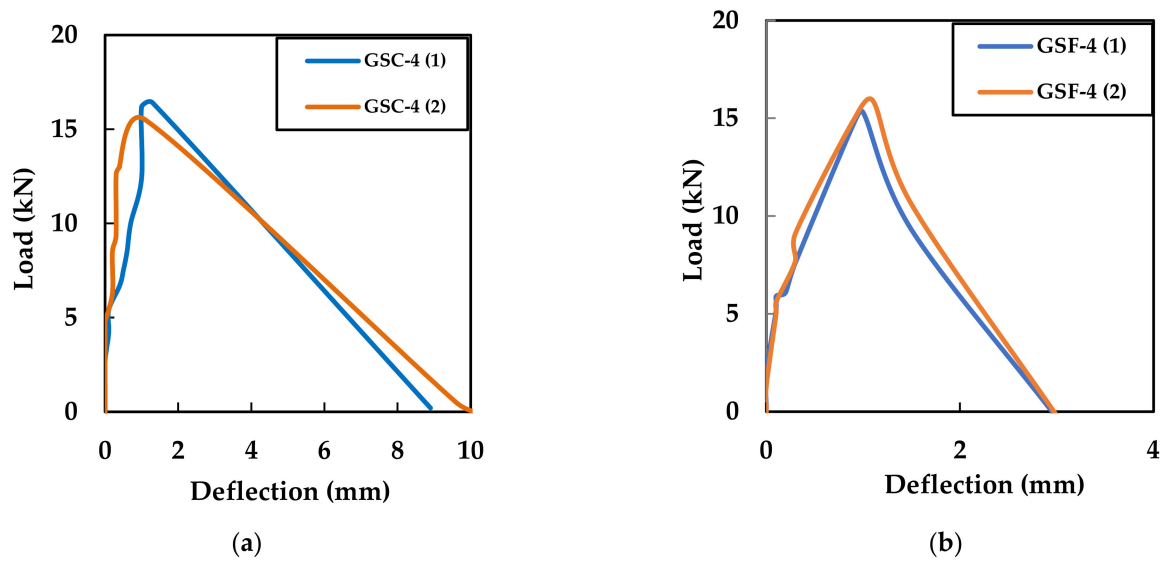 20
15
10
5
0
Load (kN)
GSC-4 (1)
GSC-4 (2)
0 2 4 6 8 10
Deflection (mm)
(a)
20
15
10
5
0
Load (kN)
GSF-4 (1)
GSF-4 (2)
0 2 4
Deflection (mm)
(b)